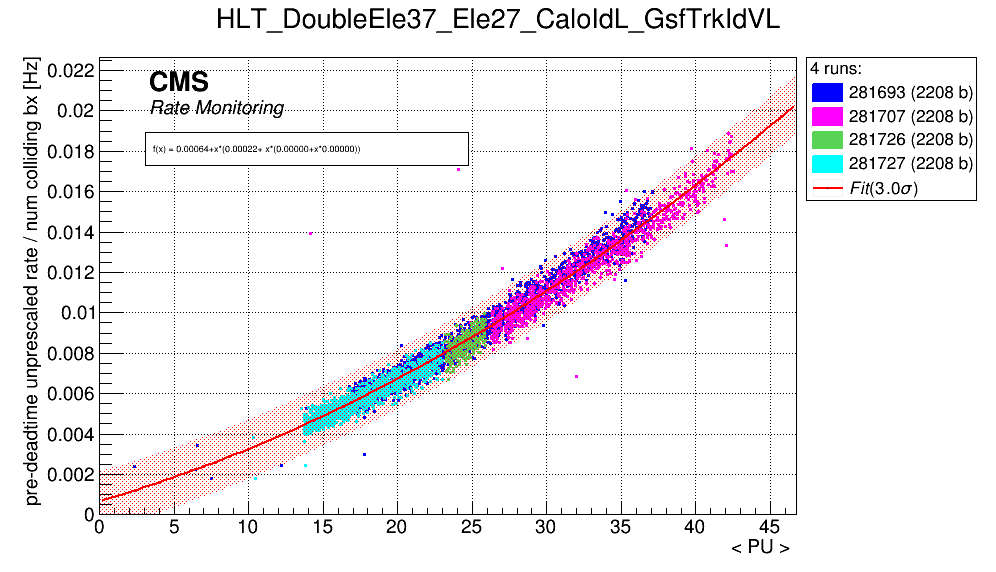 HLT_DoubleEle37_Ele27_CaloIdL_GsfTrkIdVL
pre-deadtime unprescaled rate / num colliding bx [Hz]
0.022
0.02
0.018
0.016
0.014
0.012
0.01
0.008
0.006
0.004
0.002
0
CMS
Rate Monitoring
f(x) = 0.00064+x*(0.00022+ x*(0.00000+x*0.00000))
4 runs:
281693 (2208 b)
281707 (2208 b)
281726 (2208 b)
281727 (2208 b)
Fit(3.0σ)
0 5 10 15 20 25 30 35 40 45
< PU >